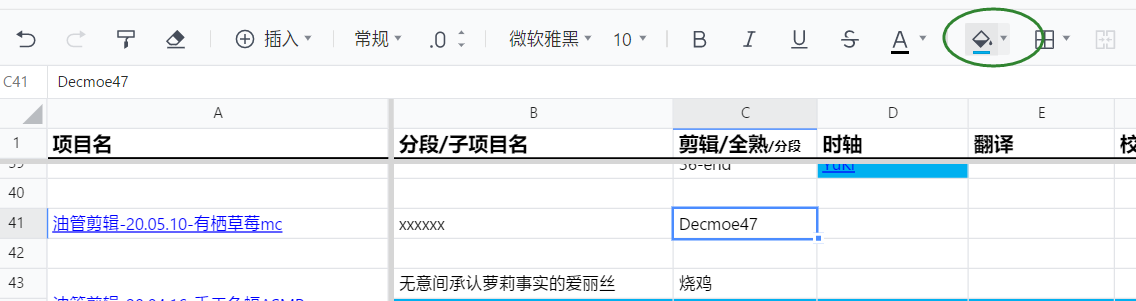 插入 常规 .0 微软雅黑 10 B I U S A
C41 Decmoe47
A B C D E
1 项目名 分段/子项目名 剪辑/全熟/分段 时轴 翻译 校
36-end Yuki
40
41 油管剪辑-20.05.10-有栖草莓mc xxxxxx Decmoe47
42
43 无意间承认萝莉事实的爱丽丝 烧鸡